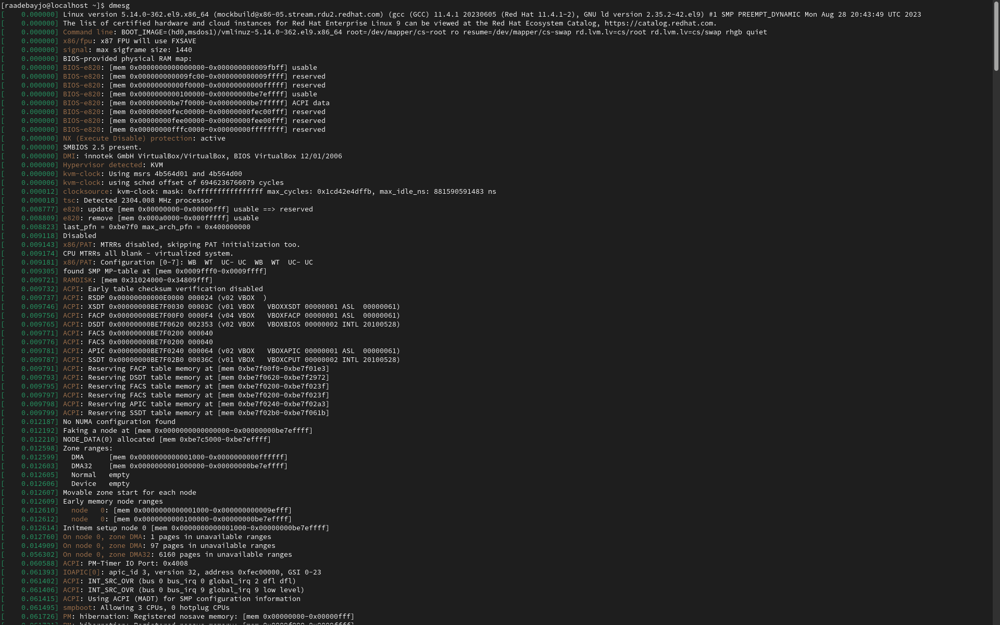 [raadebayjo@localhost ~]$ dmesg
[    0.000000] Linux version 5.14.0-362.el9.x86_64 (mockbuild@x86-05.stream.rdu2.redhat.com) (gcc (GCC) 11.4.1 20230605 (Red Hat 11.4.1-2), GNU ld version 2.35.2-42.el9) #1 SMP PREEMPT_DYNAMIC Mon Aug 28 20:43:49 UTC 2023
[    0.000000] The list of certified hardware and cloud instances for Red Hat Enterprise Linux 9 can be viewed at the Red Hat Ecosystem Catalog, https://catalog.redhat.com.
[    0.000000] Command line: BOOT_IMAGE=(hd0,msdos1)/vmlinuz-5.14.0-362.el9.x86_64 root=/dev/mapper/cs-root ro resume=/dev/mapper/cs-swap rd.lvm.lv=cs/root rd.lvm.lv=cs/swap rhgb quiet
[    0.000000] x86/fpu: x87 FPU will use FXSAVE
[    0.000000] signal: max sigframe size: 1440
[    0.000000] BIOS-provided physical RAM map:
[    0.000000] BIOS-e820: [mem 0x0000000000000000-0x000000000009fbff] usable
[    0.000000] BIOS-e820: [mem 0x000000000009fc00-0x000000000009ffff] reserved
[    0.000000] BIOS-e820: [mem 0x00000000000f0000-0x00000000000fffff] reserved
[    0.000000] BIOS-e820: [mem 0x0000000000100000-0x00000000be7effff] usable
[    0.000000] BIOS-e820: [mem 0x00000000be7f0000-0x00000000be7fffff] ACPI data
[    0.000000] BIOS-e820: [mem 0x00000000fec00000-0x00000000fec00fff] reserved
[    0.000000] BIOS-e820: [mem 0x00000000fee00000-0x00000000fee00fff] reserved
[    0.000000] BIOS-e820: [mem 0x00000000fffc0000-0x00000000ffffffff] reserved
[    0.000000] NX (Execute Disable) protection: active
[    0.000000] SMBIOS 2.5 present.
[    0.000000] DMI: innotek GmbH VirtualBox/VirtualBox, BIOS VirtualBox 12/01/2006
[    0.000000] Hypervisor detected: KVM
[    0.000000] kvm-clock: Using msrs 4b564d01 and 4b564d00
[    0.000006] kvm-clock: using sched offset of 6946236766079 cycles
[    0.000012] clocksource: kvm-clock: mask: 0xffffffffffffffff max_cycles: 0x1cd42e4dffb, max_idle_ns: 881590591483 ns
[    0.000018] tsc: Detected 2304.008 MHz processor
[    0.008777] e820: update [mem 0x00000000-0x00000fff] usable ==> reserved
[    0.008809] e820: remove [mem 0x000a0000-0x000fffff] usable
[    0.008823] last_pfn = 0xbe7f0 max_arch_pfn = 0x400000000
[    0.009118] Disabled
[    0.009143] x86/PAT: MTRRs disabled, skipping PAT initialization too.
[    0.009174] CPU MTRRs all blank - virtualized system.
[    0.009181] x86/PAT: Configuration [0-7]: WB  WT  UC- UC  WB  WT  UC- UC
[    0.009305] found SMP MP-table at [mem 0x0009fff0-0x0009ffff]
[    0.009721] RAMDISK: [mem 0x31024000-0x34809fff]
[    0.009732] ACPI: Early table checksum verification disabled
[    0.009737] ACPI: RSDP 0x00000000000E0000 000024 (v02 VBOX  )
[    0.009746] ACPI: XSDT 0x00000000BE7F0030 00003C (v01 VBOX   VBOXXSDT 00000001 ASL  00000061)
[    0.009756] ACPI: FACP 0x00000000BE7F00F0 0000F4 (v04 VBOX   VBOXFACP 00000001 ASL  00000061)
[    0.009765] ACPI: DSDT 0x00000000BE7F0620 002353 (v02 VBOX   VBOXBIOS 00000002 INTL 20100528)
[    0.009771] ACPI: FACS 0x00000000BE7F0200 000040
[    0.009776] ACPI: FACS 0x00000000BE7F0200 000040
[    0.009781] ACPI: APIC 0x00000000BE7F0240 000064 (v02 VBOX   VBOXAPIC 00000001 ASL  00000061)
[    0.009787] ACPI: SSDT 0x00000000BE7F02B0 00036C (v01 VBOX   VBOXCPUT 00000002 INTL 20100528)
[    0.009791] ACPI: Reserving FACP table memory at [mem 0xbe7f00f0-0xbe7f01e3]
[    0.009793] ACPI: Reserving DSDT table memory at [mem 0xbe7f0620-0xbe7f2972]
[    0.009795] ACPI: Reserving FACS table memory at [mem 0xbe7f0200-0xbe7f023f]
[    0.009797] ACPI: Reserving FACS table memory at [mem 0xbe7f0200-0xbe7f023f]
[    0.009798] ACPI: Reserving APIC table memory at [mem 0xbe7f0240-0xbe7f02a3]
[    0.009799] ACPI: Reserving SSDT table memory at [mem 0xbe7f02b0-0xbe7f061b]
[    0.012187] No NUMA configuration found
[    0.012192] Faking a node at [mem 0x0000000000000000-0x00000000be7effff]
[    0.012210] NODE_DATA(0) allocated [mem 0xbe7c5000-0xbe7effff]
[    0.012598] Zone ranges:
[    0.012599]   DMA      [mem 0x0000000000001000-0x0000000000ffffff]
[    0.012603]   DMA32    [mem 0x0000000001000000-0x00000000be7effff]
[    0.012605]   Normal   empty
[    0.012606]   Device   empty
[    0.012607] Movable zone start for each node
[    0.012609] Early memory node ranges
[    0.012610]   node   0: [mem 0x0000000000001000-0x000000000009efff]
[    0.012612]   node   0: [mem 0x0000000000100000-0x00000000be7effff]
[    0.012614] Initmem setup node 0 [mem 0x0000000000001000-0x00000000be7effff]
[    0.012760] On node 0, zone DMA: 1 pages in unavailable ranges
[    0.014909] On node 0, zone DMA: 97 pages in unavailable ranges
[    0.056302] On node 0, zone DMA32: 6160 pages in unavailable ranges
[    0.060588] ACPI: PM-Timer IO Port: 0x4008
[    0.061393] IOAPIC[0]: apic_id 3, version 32, address 0xfec00000, GSI 0-23
[    0.061402] ACPI: INT_SRC_OVR (bus 0 bus_irq 0 global_irq 2 dfl dfl)
[    0.061406] ACPI: INT_SRC_OVR (bus 0 bus_irq 9 global_irq 9 low level)
[    0.061415] ACPI: Using ACPI (MADT) for SMP configuration information
[    0.061495] smpboot: Allowing 3 CPUs, 0 hotplug CPUs
[    0.061726] PM: hibernation: Registered nosave memory: [mem 0x00000000-0x00000fff]